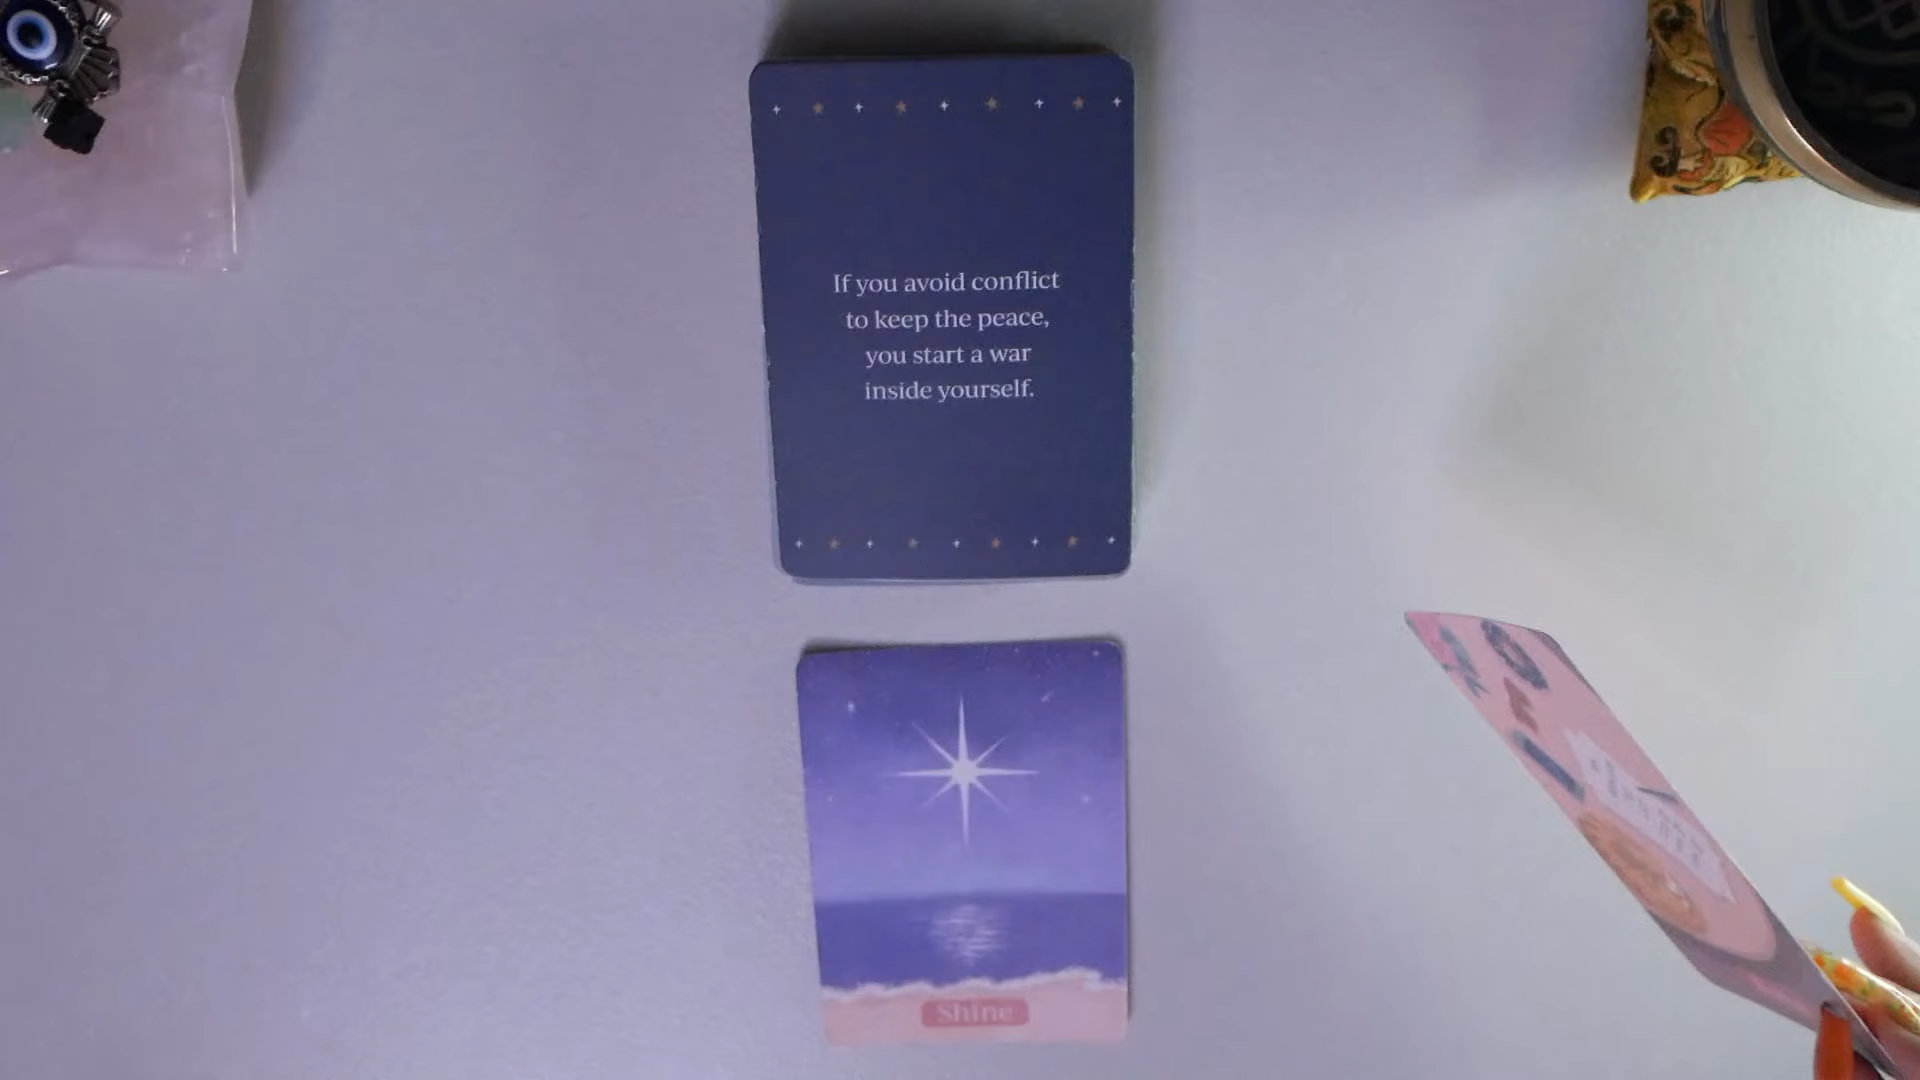 If you avoid conflict
to keep the peace,
you start a war
inside yourself.
Shine